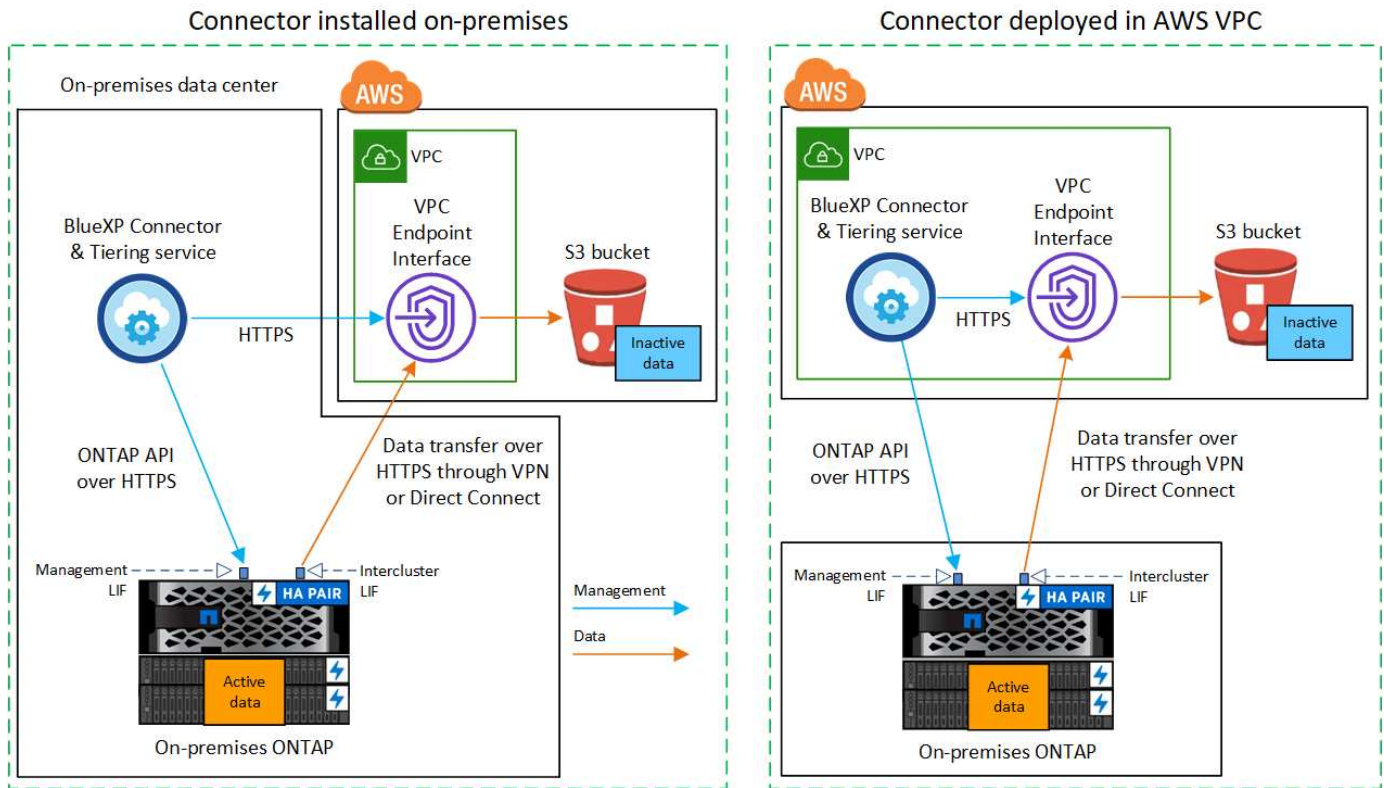 Connector installed on-premises
On-premises data center
AWS
VPC
BlueXP Connector
& Tiering service
VPC
Endpoint
Interface
S3 bucket
HTTPS
Inactive
data
ONTAP API
over HTTPS
Data transfer over
HTTPS through VPN
or Direct Connect
Management
LIF
Intercluster
LIF
HA PAIR
Active
data
On-premises ONTAP
Management
Data
Connector deployed in AWS VPC
AWS
VPC
BlueXP Connector
& Tiering service
VPC
Endpoint
Interface
S3 bucket
HTTPS
Inactive
data
ONTAP API
over HTTPS
Data transfer over
HTTPS through VPN
or Direct Connect
Management
LIF
Intercluster
LIF
HA PAIR
Active
data
On-premises ONTAP